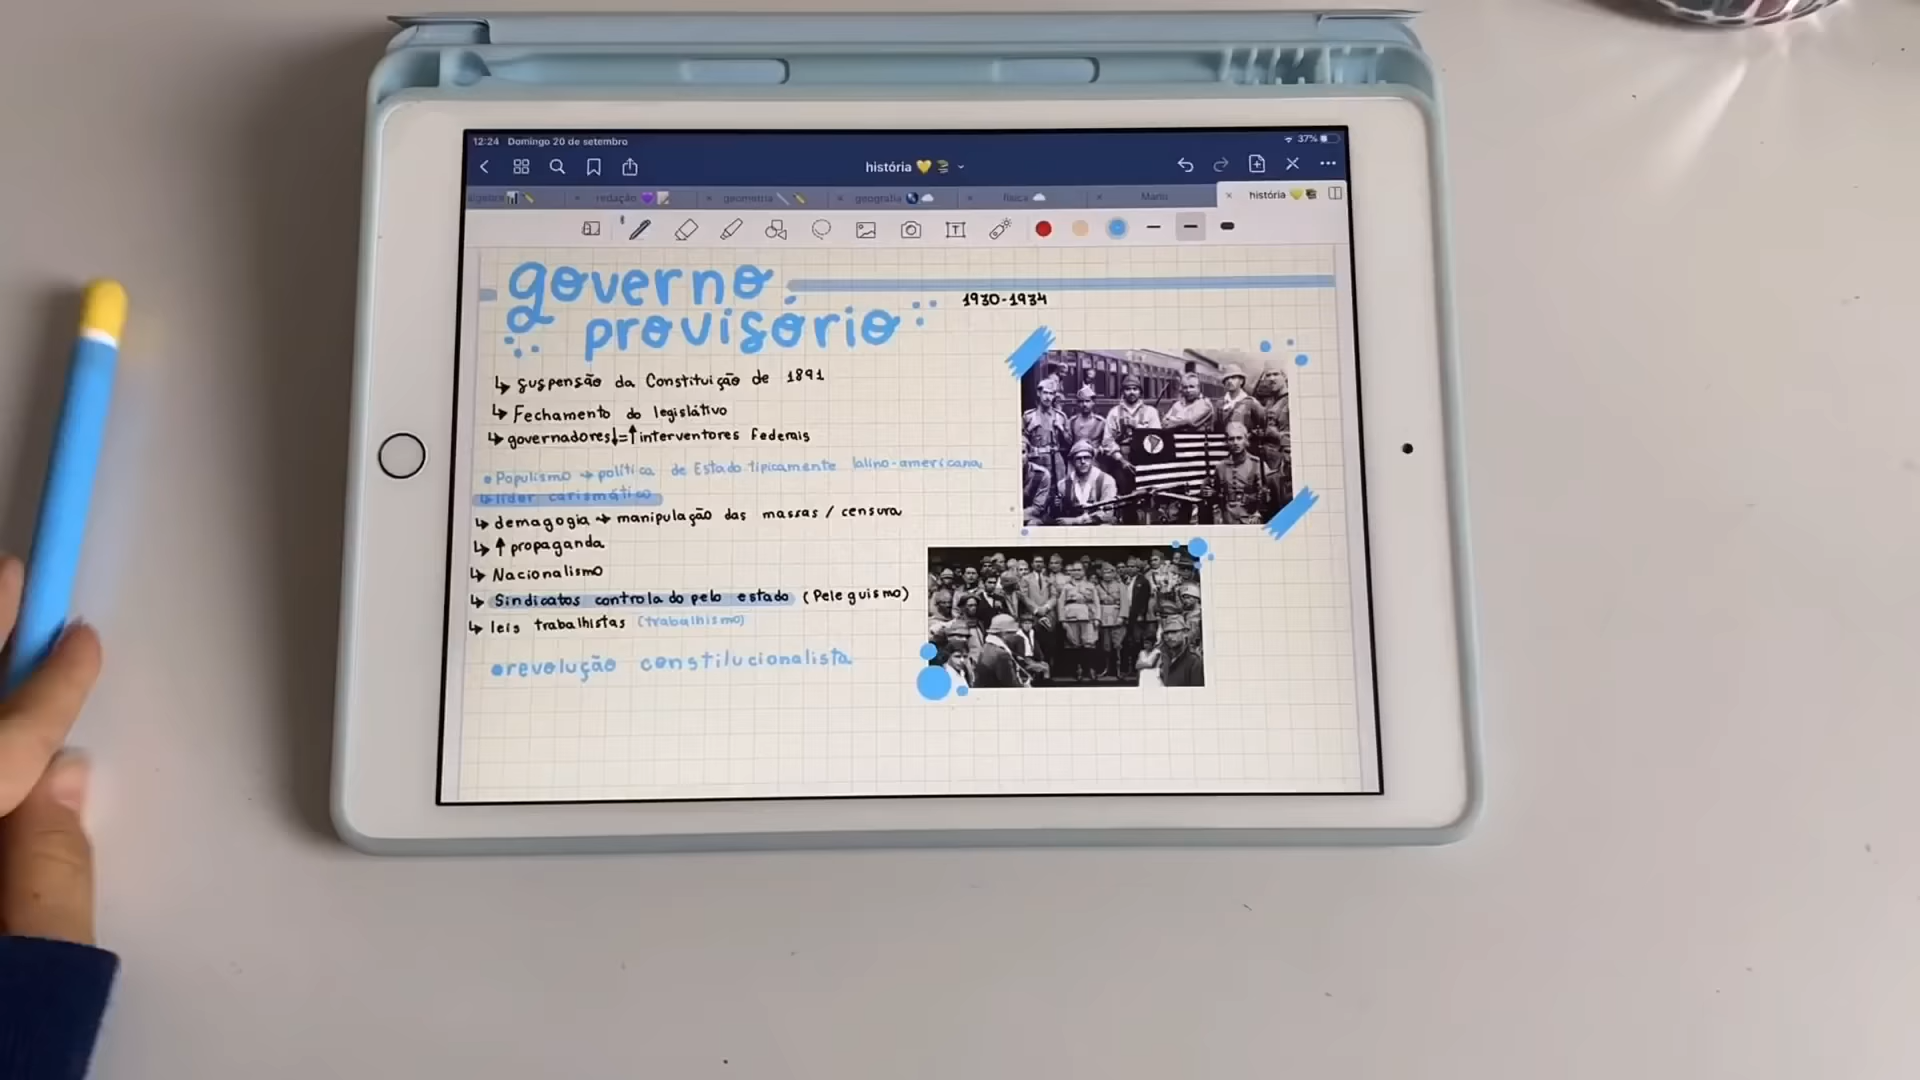 12:24 Domingo 20 de setembro
37%
história
redação
geometria
geografia
física
história
governo
provisório
1930-1934
↳ suspensão da Constituição de 1891
↳ Fechamento do legislátivo
↳ governadores↓=↑interventores Federais
• Populismo → política de Estado tipicamente latino-americana
↳ líder carismático
↳ demagogia → manipulação das massas / censura
↳ ↑ propaganda
↳ Nacionalismo
↳ Sindicatos controlado pelo estado (Peleguismo)
↳ leis trabalhistas (trabalhismo)
• revolução constitucionalista